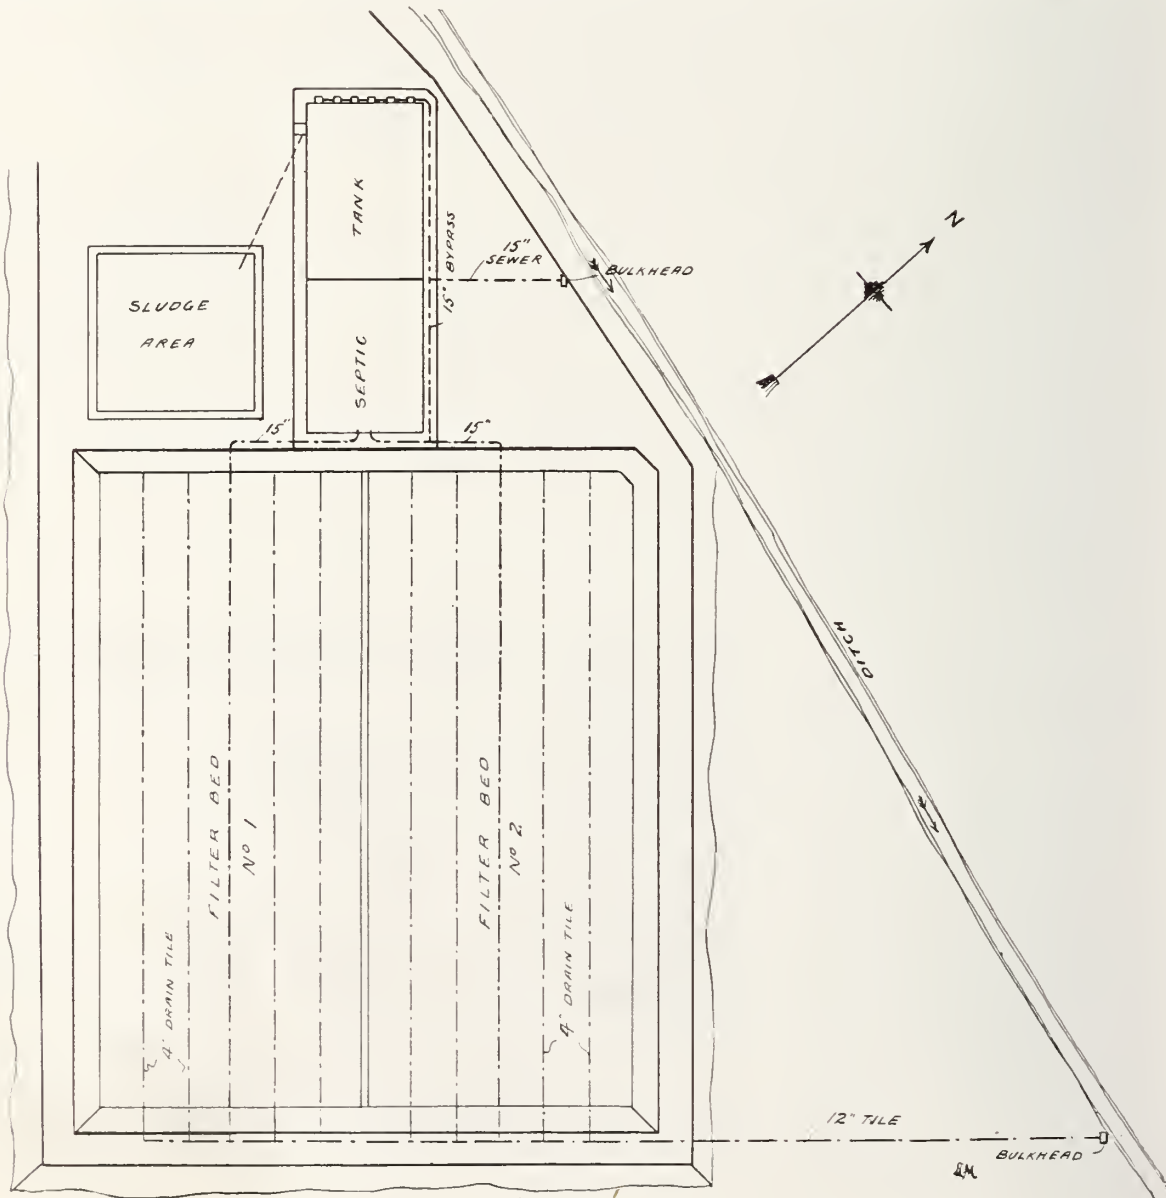 N
TANK
15" BYPASS
15"
SEWER
BULKHEAD
SLUDGE
AREA
SEPTIC
15"
15"
DITCH
FILTER BED
Nº 1
FILTER BED
Nº 2
4" DRAIN TILE
4" DRAIN TILE
12" TILE
BULKHEAD